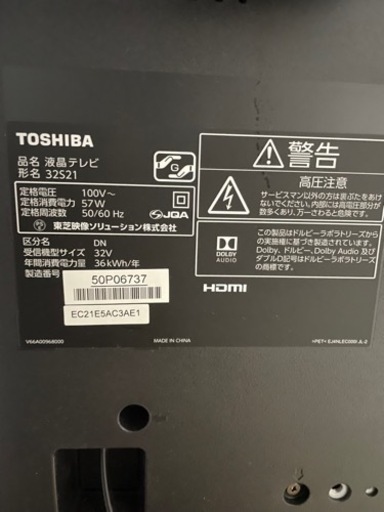 TOSHIBA
品名 液晶テレビ
形名 32S21
定格電圧 100V～
定格消費電力 57W
定格周波数 50/60 Hz
JQA
東芝映像ソリューション株式会社
区分名 DN
受信機型サイズ 32V
年間消費電力量 36kWh/年
製造番号
50P06737
EC21E5AC3AE1
V66A00968000
MADE IN CHINA
警告
高圧注意
サービスマン以外の方は裏ぶたをあけないでください。内部には高電圧部分が数多くあり、万一さわると危険です。
DOLBY
AUDIO
この製品はドルビーラボラトリーズの実施権に基づき製造されています。Dolby、ドルビー、Dolby Audio 及びダブルD記号はドルビーラボラトリーズの商標です。
HDMI